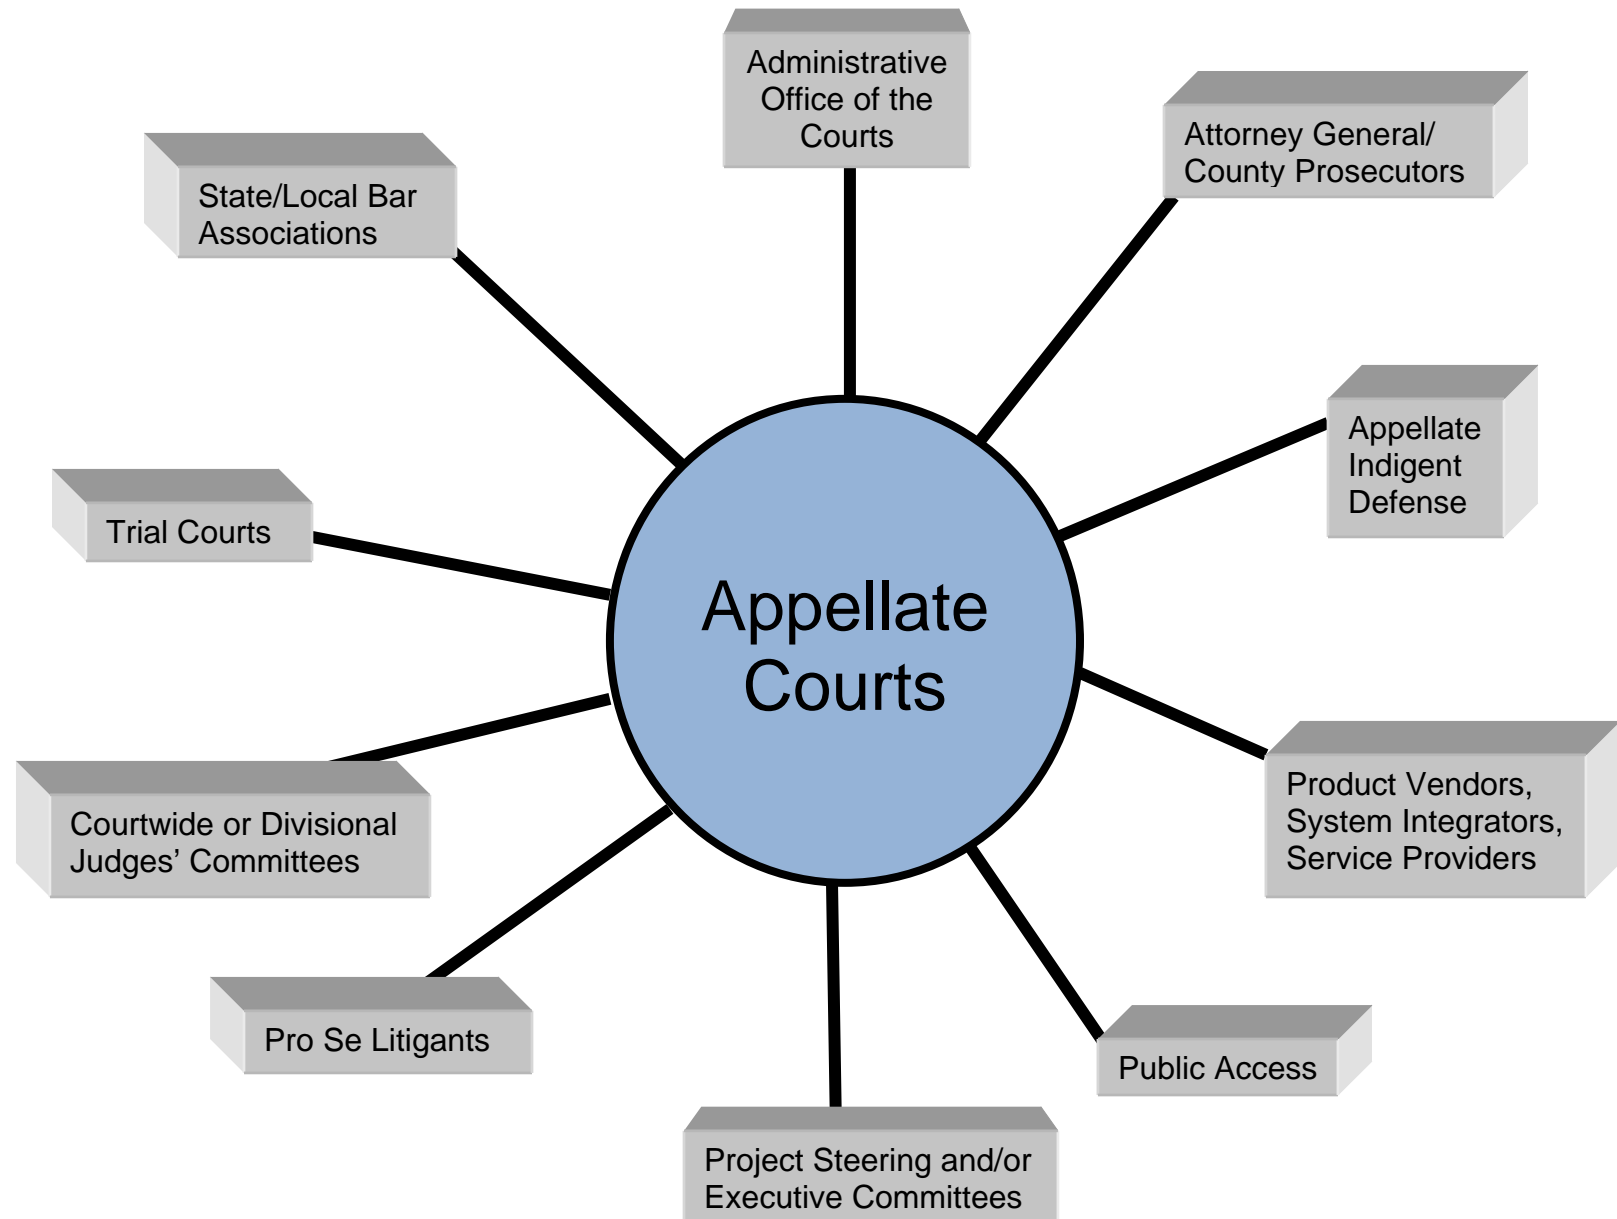 Administrative
Office of the
Courts
Attorney General/
County Prosecutors
State/Local Bar
Associations
Appellate
Indigent
Defense
Trial Courts
Appellate
Courts
Product Vendors,
System Integrators,
Service Providers
Courtwide or Divisional
Judges’ Committees
Pro Se Litigants
Public Access
Project Steering and/or
Executive Committees